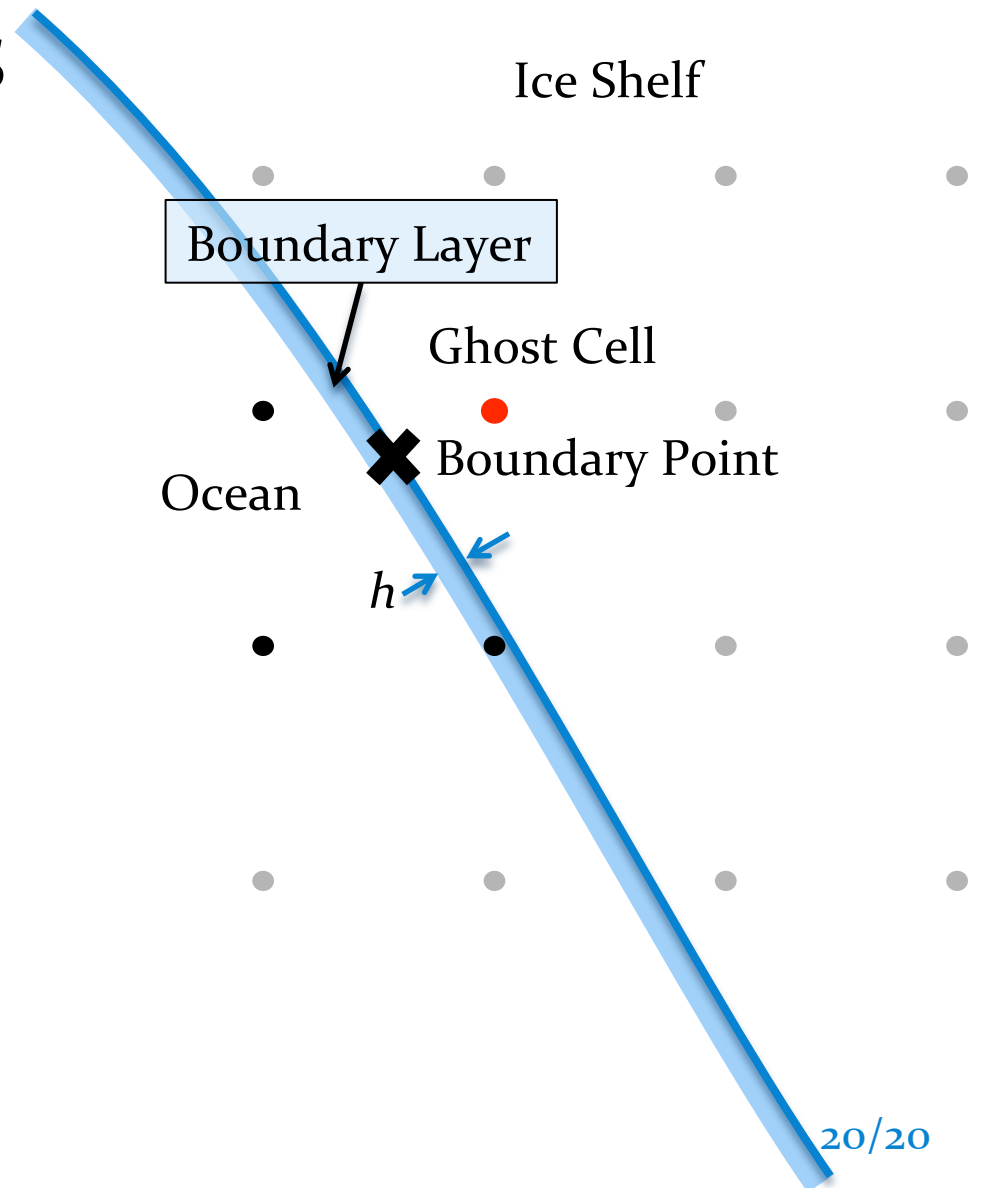 Ice Shelf
Boundary Layer
Ghost Cell
Boundary Point
Ocean
h
20/20